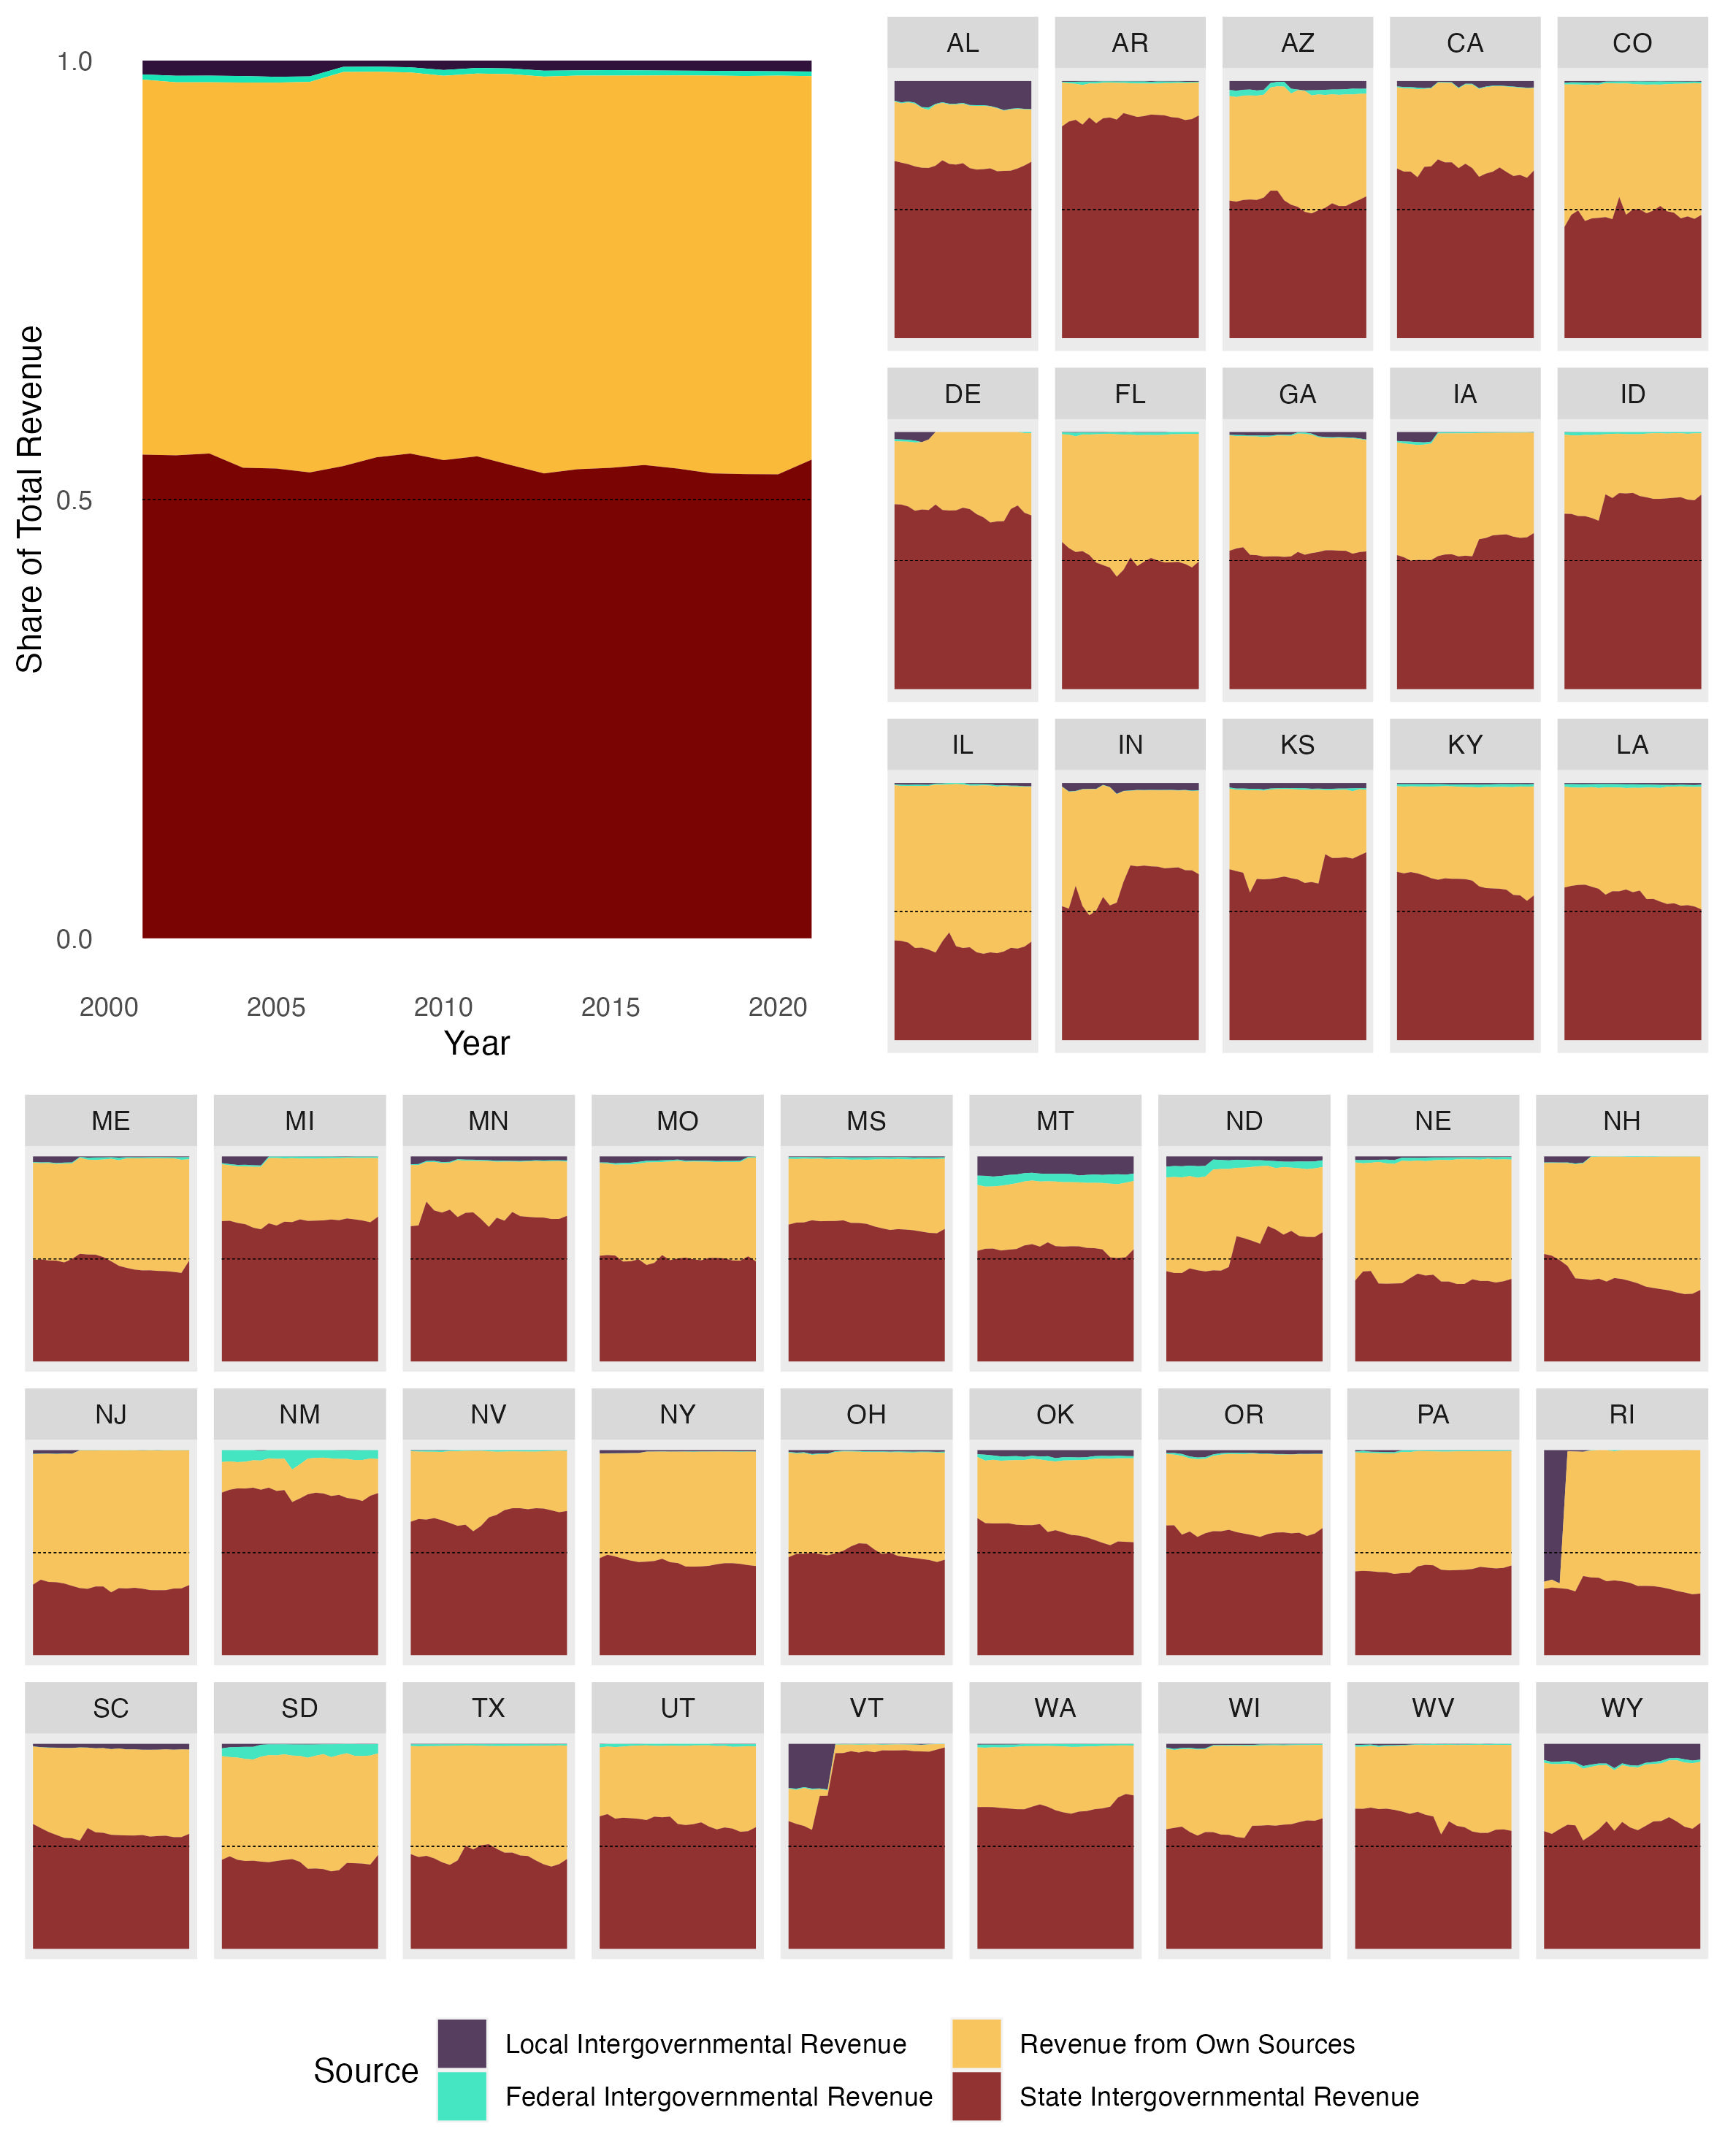 1.0
0.5
0.0
Share of Total Revenue
2000 2005 2010 2015 2020
Year
AL AR AZ CA CO
DE FL GA IA ID
IL IN KS KY LA
ME MI MN MO MS MT ND NE NH
NJ NM NV NY OH OK OR PA RI
SC SD TX UT VT WA WI WV WY
Source
Local Intergovernmental Revenue
Federal Intergovernmental Revenue
Revenue from Own Sources
State Intergovernmental Revenue